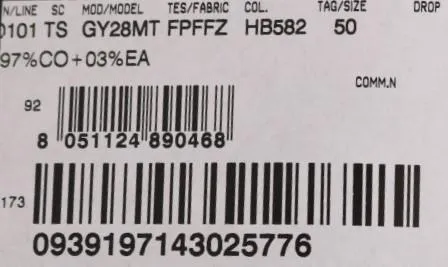 N/LINE SC MOD/MODEL TES/FABRIC COL. TAG/SIZE DROP
0101 TS GY28MT FPFFZ HB582 50
97%CO+03%EA
COMM.N
92
8 051124 890468
173
0939197143025776